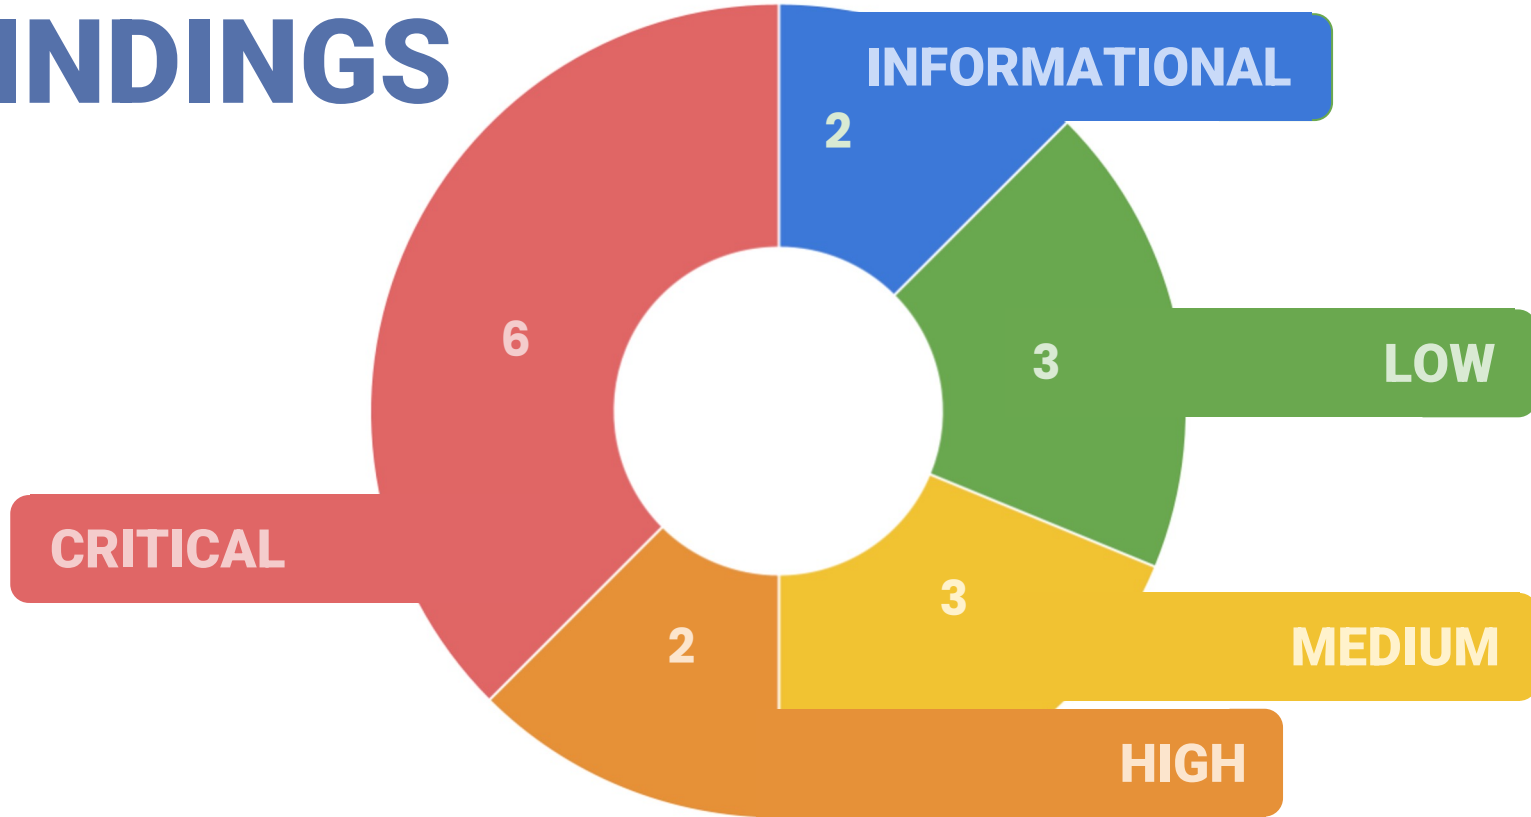 INDINGS
INFORMATIONAL
2
6
3
LOW
CRITICAL
3
2
MEDIUM
HIGH